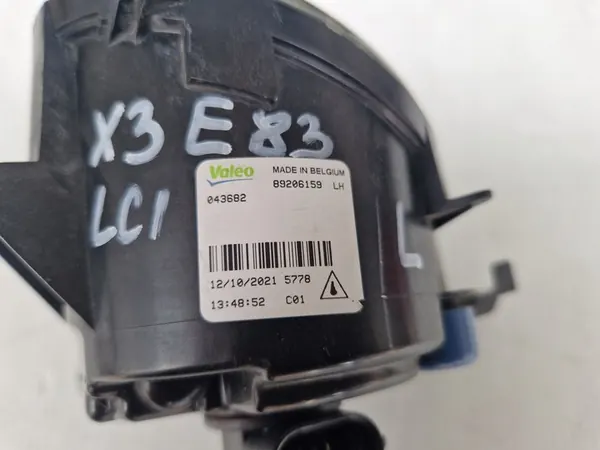 X3 E83
LCI
Valeo
MADE IN BELGIUM
89206159 LH
043682
12/10/2021 5778
13:48:52 C01
L